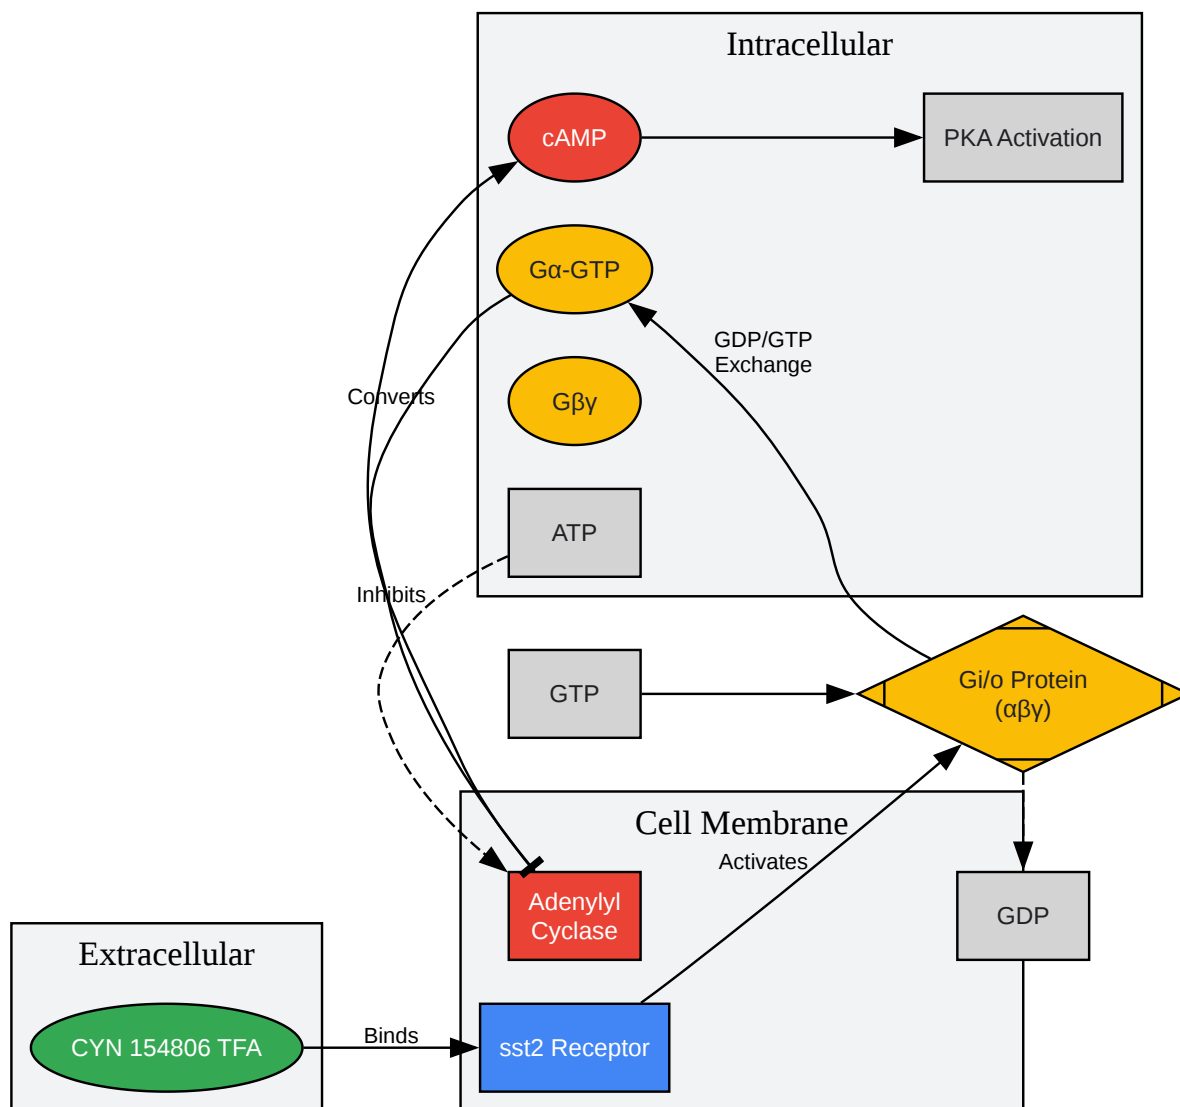 Intracellular
cAMP
PKA Activation
Gα-GTP
GDP/GTP
Exchange
Converts
Gβγ
ATP
Inhibits
GTP
Gi/o Protein
(αβγ)
Cell Membrane
Activates
Adenylyl
Cyclase
GDP
Extracellular
CYN 154806 TFA
Binds
sst2 Receptor